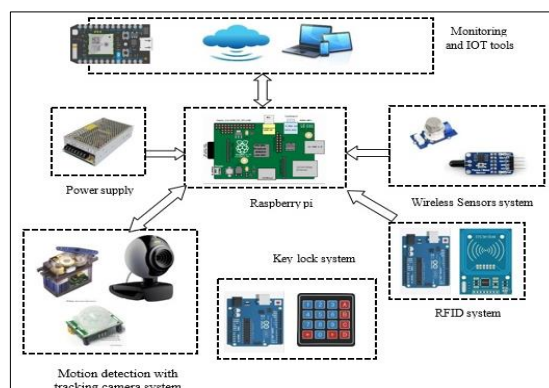 Monitoring
and IOT tools
Power supply
Raspberry pi
Wireless Sensors system
Key lock system
RFID system
Motion detection with
tracking camera system